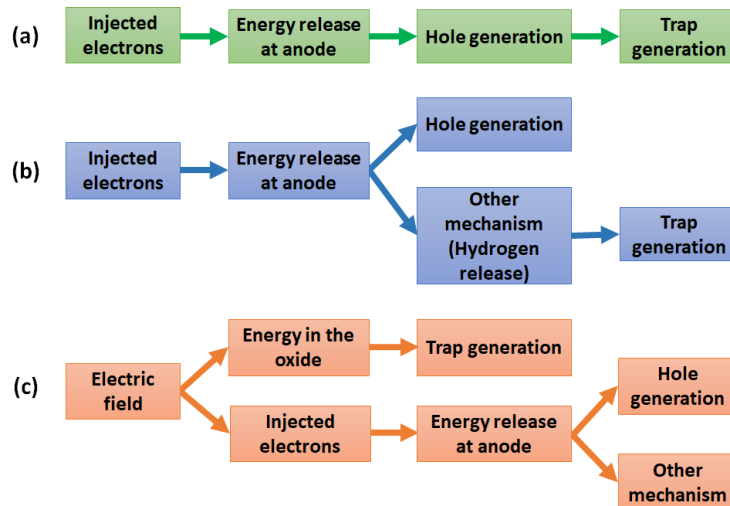 (a)
Injected
electrons
Energy release
at anode
Hole generation
Trap
generation
(b)
Injected
electrons
Energy release
at anode
Hole generation
Other
mechanism
(Hydrogen
release)
Trap
generation
(c)
Electric
field
Energy in the
oxide
Trap generation
Injected
electrons
Energy release
at anode
Hole
generation
Other
mechanism